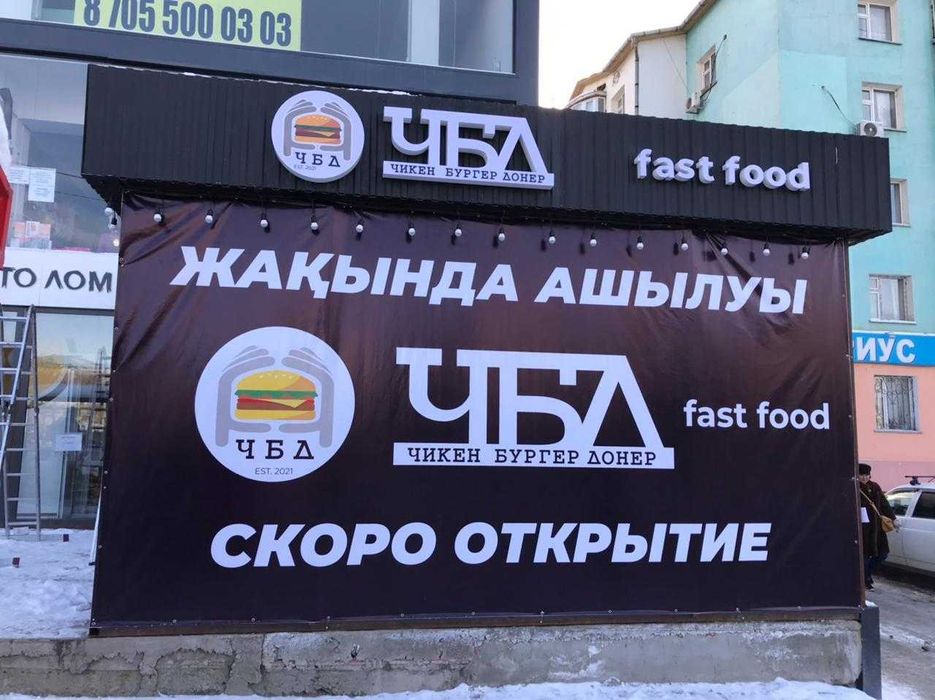 8 705 500 03 03
ЧБД
EST. 2021
ЧБД
ЧИКЕН БУРГЕР ДОНЕР
fast food
ТО ЛОМ
ЖАҚЫНДА АШЫЛУЫ
ИУС
ЧБД
EST. 2021
ЧБД
ЧИКЕН БУРГЕР ДОНЕР
fast food
СКОРО ОТКРЫТИЕ